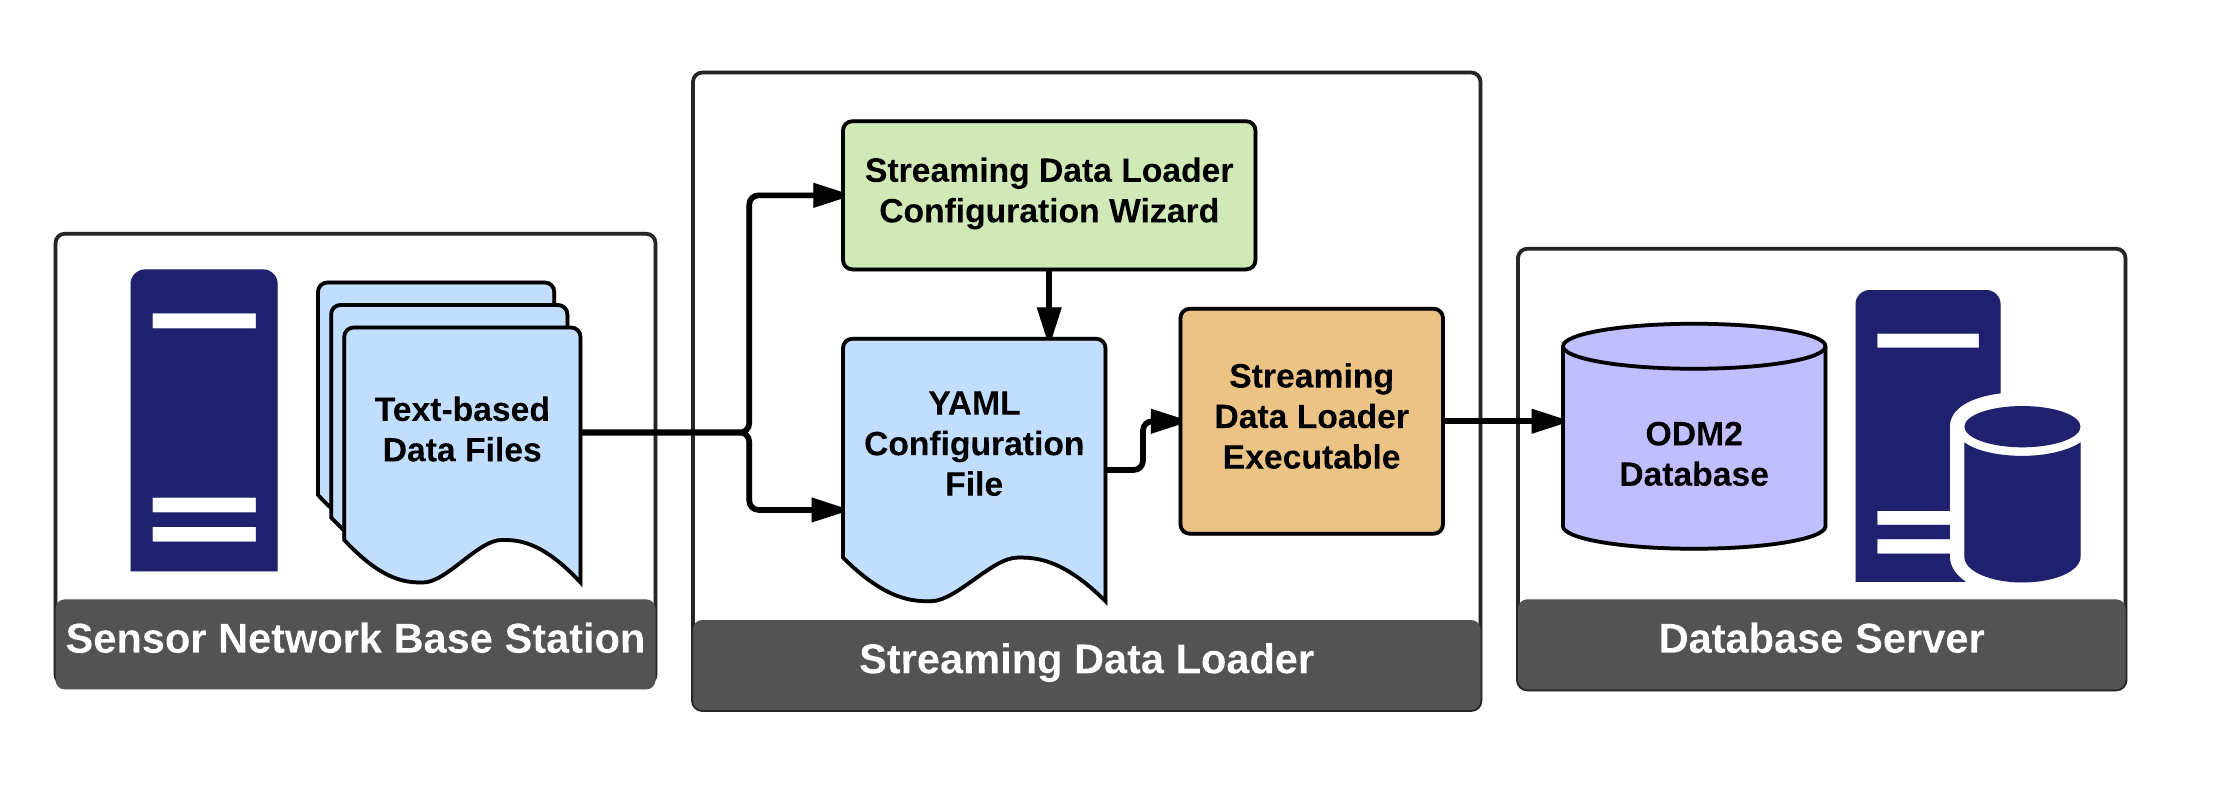 Streaming Data Loader
Configuration Wizard
Text-based
Data Files
YAML
Configuration
File
Streaming
Data Loader
Executable
ODM2
Database
Sensor Network Base Station
Streaming Data Loader
Database Server